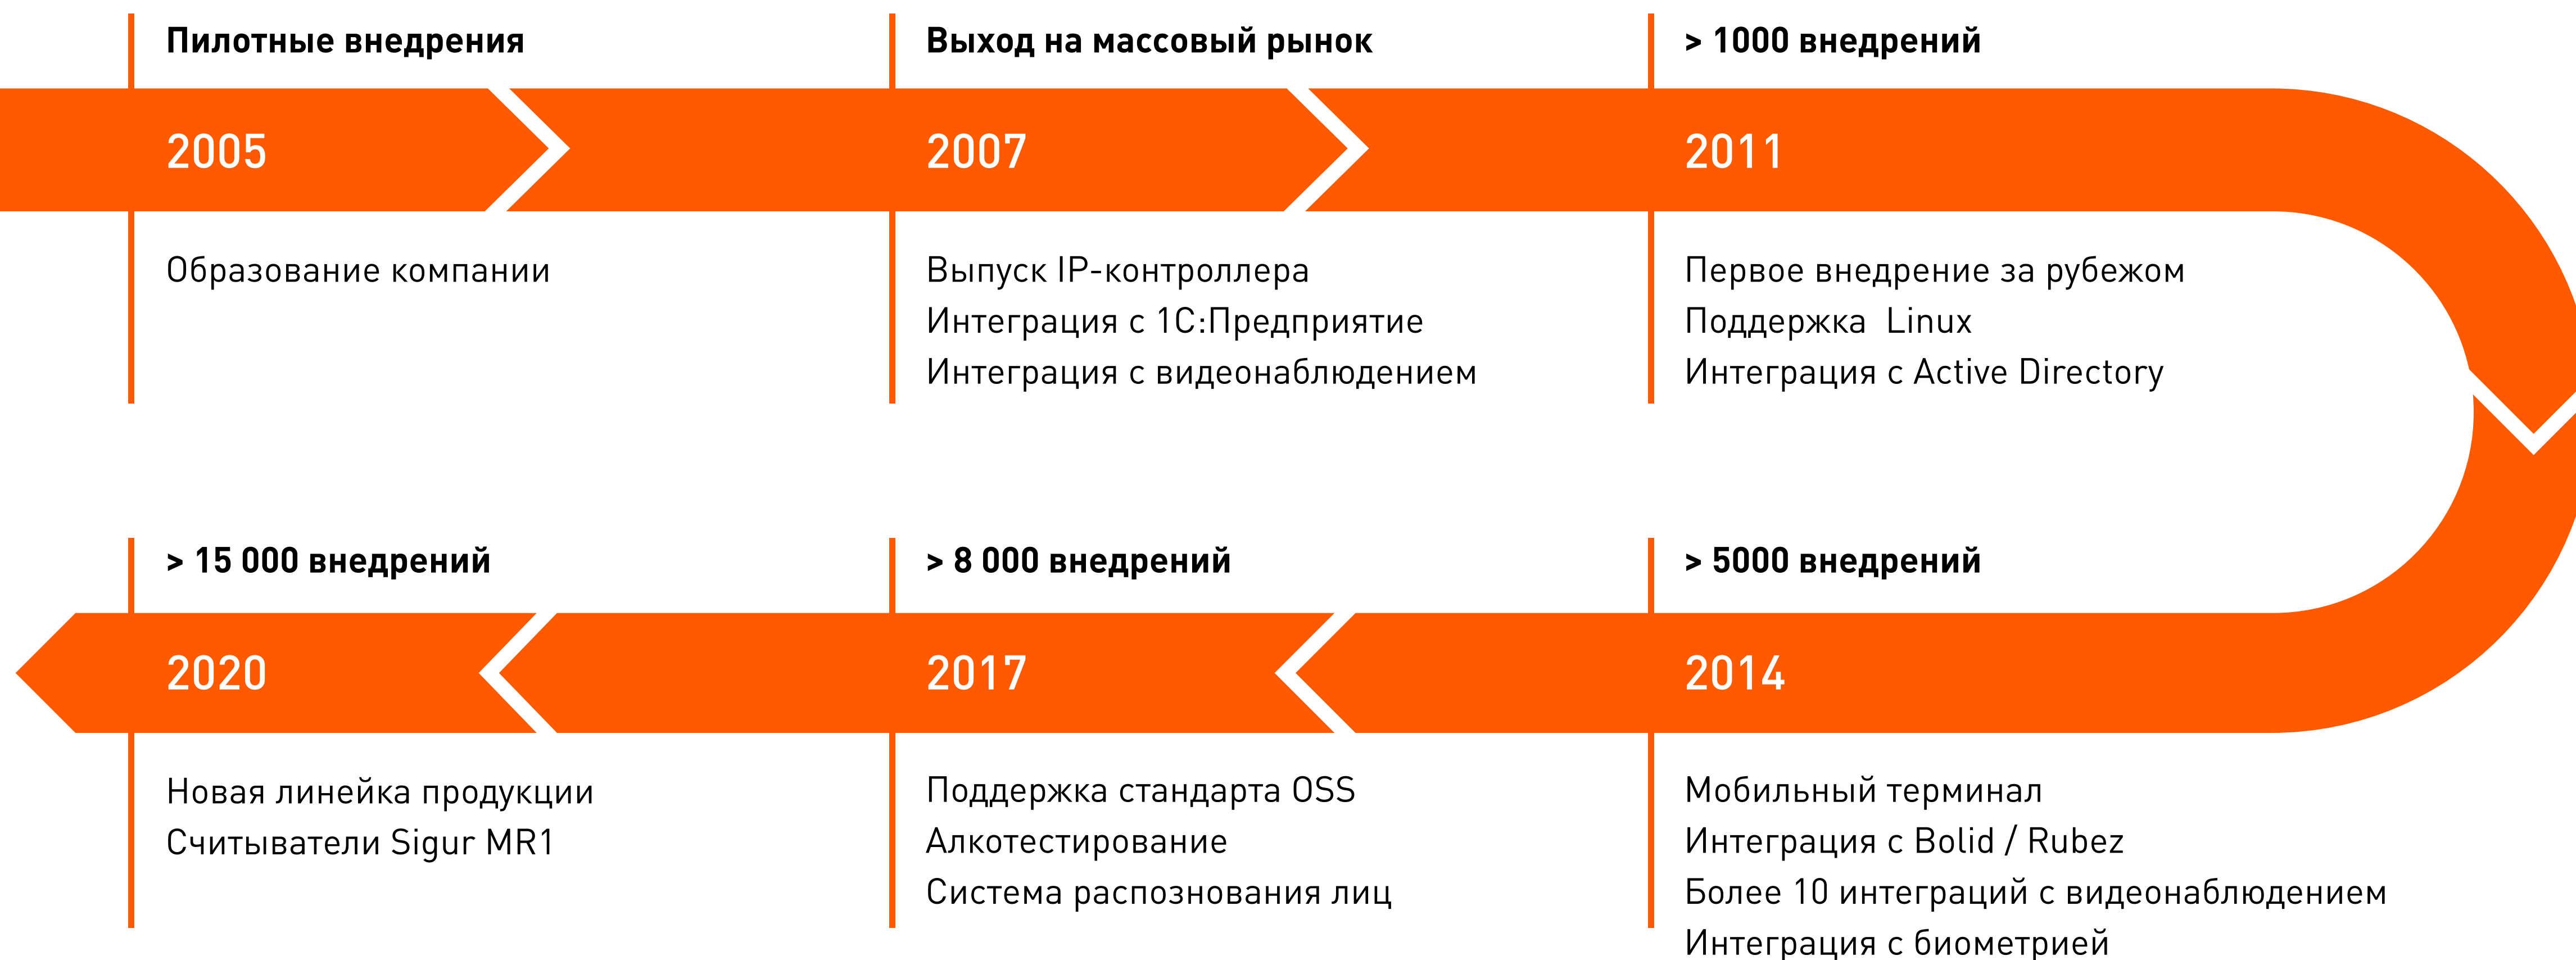 Пилотные внедрения
2005
Образование компании
Выход на массовый рынок
2007
Выпуск IP-контроллера
Интеграция с 1С:Предприятие
Интеграция с видеонаблюдением
> 1000 внедрений
2011
Первое внедрение за рубежом
Поддержка Linux
Интеграция с Active Directory
> 5000 внедрений
2014
Мобильный терминал
Интеграция с Bolid / Rubez
Более 10 интеграций с видеонаблюдением
Интеграция с биометрией
> 8 000 внедрений
2017
Поддержка стандарта OSS
Алкотестирование
Система распознования лиц
> 15 000 внедрений
2020
Новая линейка продукции
Считыватели Sigur MR1